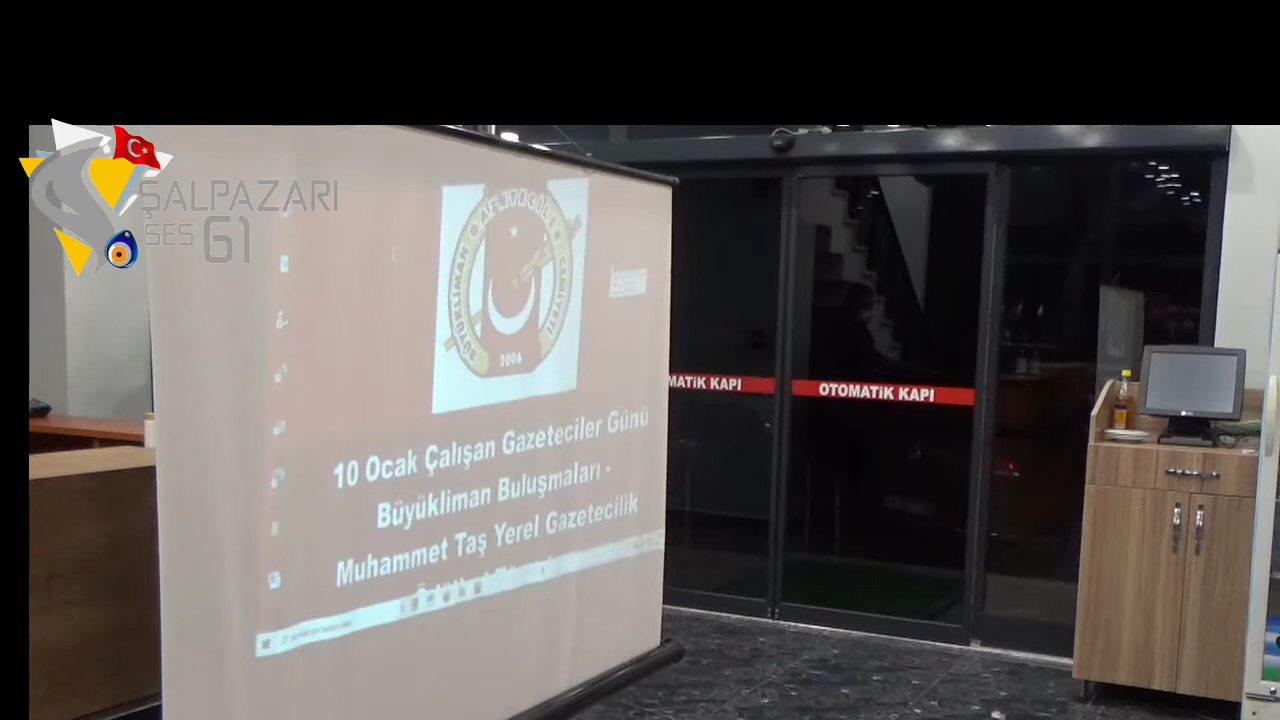 ŞALPAZARI
SES 61
BÜYÜKLİMAN GAZETECİLER CEMİYETİ
2006
10 Ocak Çalışan Gazeteciler Günü
Büyükliman Buluşmaları -
Muhammet Taş Yerel Gazetecilik
MATİK KAPI
OTOMATİK KAPI